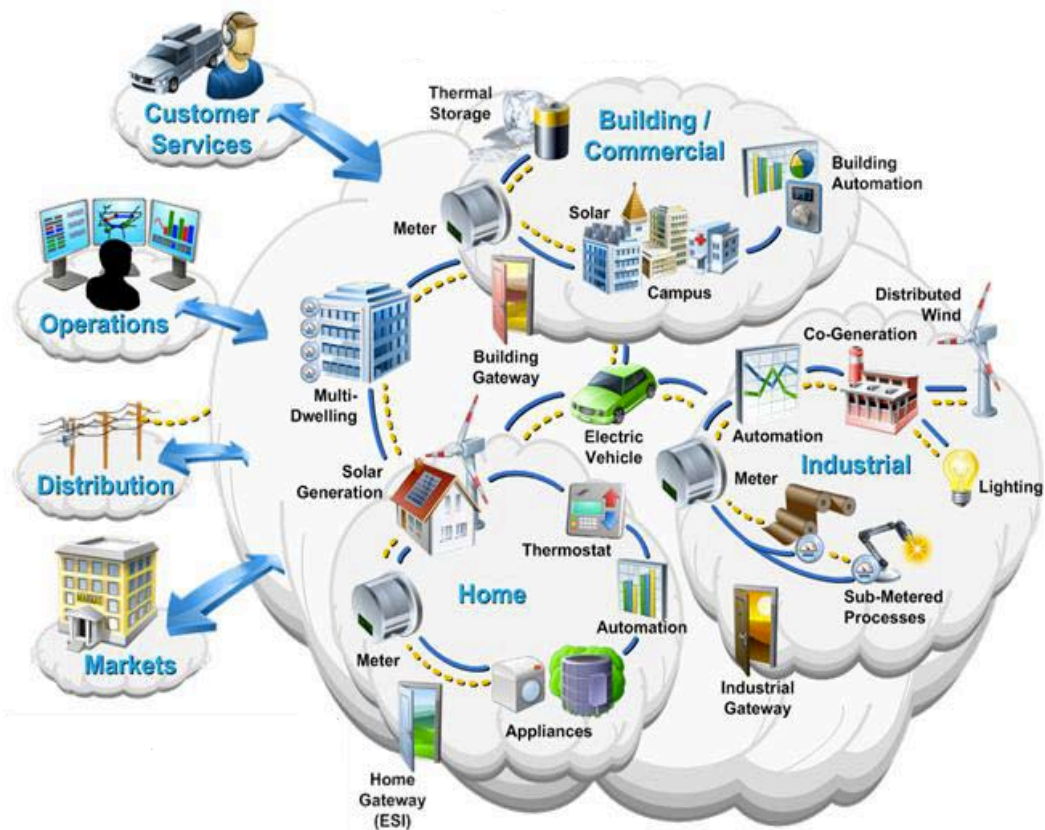 Customer
Services
Thermal
Storage
Building /
Commercial
Building
Automation
Meter
Solar
Campus
Operations
Building
Gateway
Multi-
Dwelling
Distributed
Wind
Co-Generation
Electric
Vehicle
Automation
Industrial
Meter
Lighting
Distribution
Solar
Generation
Thermostat
Sub-Metered
Processes
Home
Automation
MARKET
Markets
Meter
Appliances
Industrial
Gateway
Home
Gateway
(ESI)